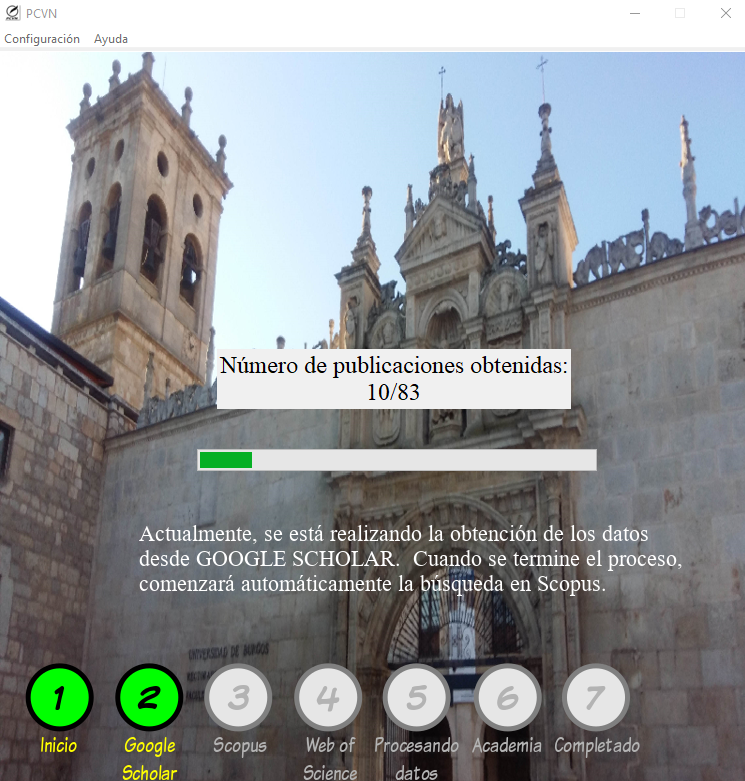 PCVN
Configuración Ayuda
Número de publicaciones obtenidas:
10/83
Actualmente, se está realizando la obtención de los datos
desde GOOGLE SCHOLAR. Cuando se termine el proceso,
comenzará automáticamente la búsqueda en Scopus.
UNIVERSIDAD DE BURGOS
1 2 3 4 5 6 7
Inicio Google Scopus Web of Procesando Academia Completado
Scholar Science datos